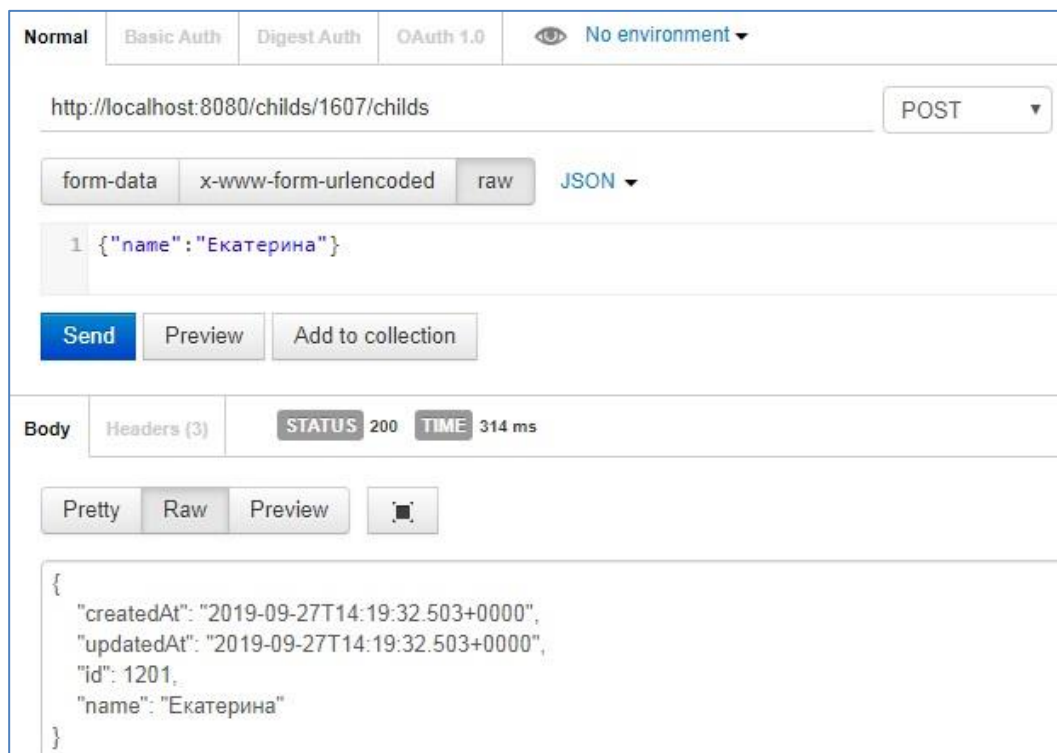 Normal Basic Auth Digest Auth OAuth 1.0 No environment
http://localhost:8080/childs/1607/childs POST
form-data x-www-form-urlencoded raw JSON
1 {"name":"Екатерина"}
Send Preview Add to collection
Body Headers (3) STATUS 200 TIME 314 ms
Pretty Raw Preview
{
"createdAt": "2019-09-27T14:19:32.503+0000",
"updatedAt": "2019-09-27T14:19:32.503+0000",
"id": 1201,
"name": "Екатерина"
}